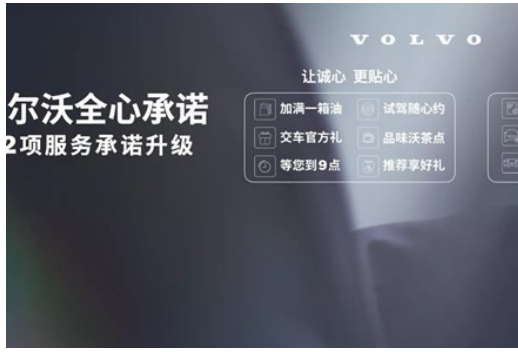 VOLVO
尔沃全心承诺
2项服务承诺升级
让诚心 更贴心
加满一箱油 试驾随心约
交车官方礼 品味沃茶点
等您到9点 推荐享好礼